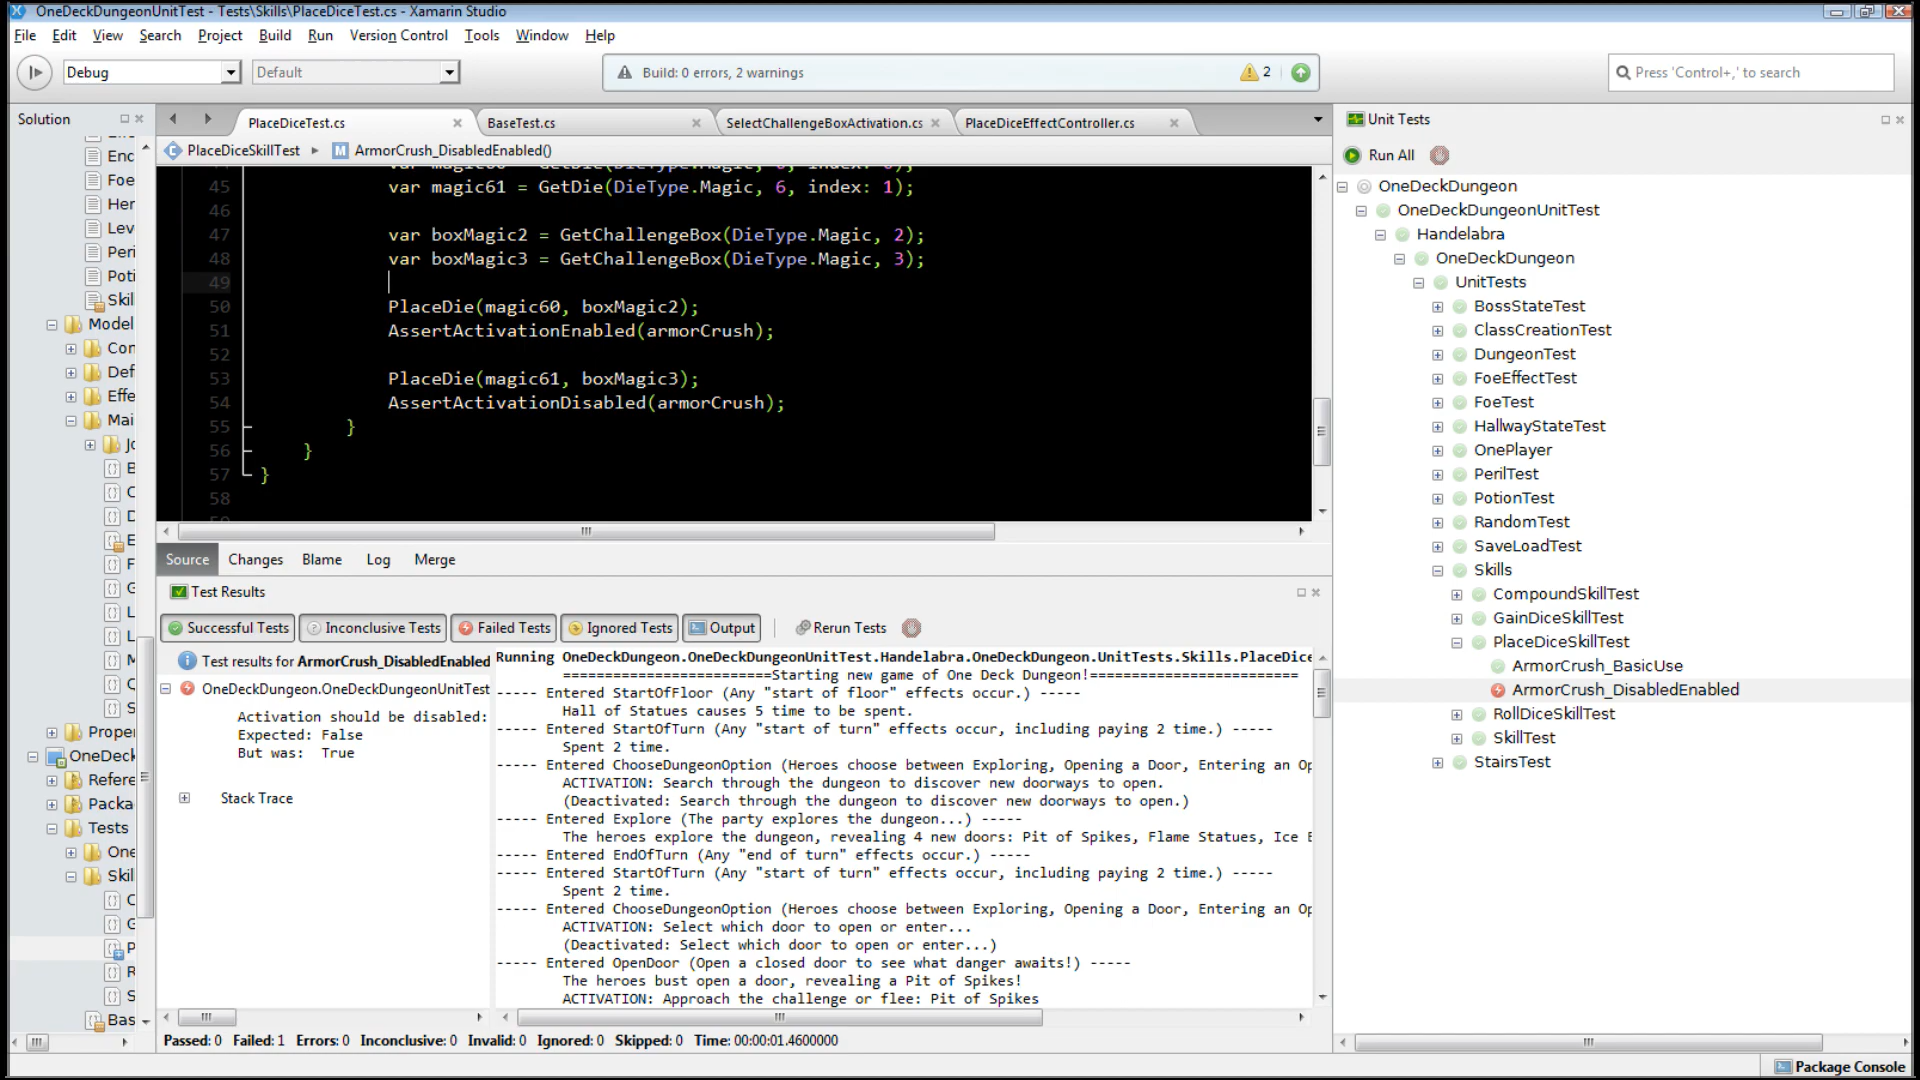 OneDeckDungeonUnitTest - Tests\Skills\PlaceDiceTest.cs - Xamarin Studio
File Edit View Search Project Build Run Version Control Tools Window Help
Debug
Default
Build: 0 errors, 2 warnings
2
Press 'Control+,' to search
Solution
Enc
Foe
Her
Lev
Peri
Poti
Skil
Model
Con
Def
Effe
Mai
Jo
B
C
D
E
F
G
L
L
M
Q
S
Proper
OneDeck
Refere
Packa
Tests
One
Skil
C
G
P
R
S
Bas
PlaceDiceTest.cs
BaseTest.cs
SelectChallengeBoxActivation.cs
PlaceDiceEffectController.cs
PlaceDiceSkillTest
ArmorCrush_DisabledEnabled()
45 var magic61 = GetDie(DieType.Magic, 6, index: 1);
46
47 var boxMagic2 = GetChallengeBox(DieType.Magic, 2);
48 var boxMagic3 = GetChallengeBox(DieType.Magic, 3);
49
50 PlaceDie(magic60, boxMagic2);
51 AssertActivationEnabled(armorCrush);
52
53 PlaceDie(magic61, boxMagic3);
54 AssertActivationDisabled(armorCrush);
55 }
56 }
57 }
58
Source Changes Blame Log Merge
Test Results
Successful Tests Inconclusive Tests Failed Tests Ignored Tests Output Rerun Tests
Test results for ArmorCrush_DisabledEnabled
OneDeckDungeon.OneDeckDungeonUnitTest
Activation should be disabled:
Expected: False
But was:  True
Stack Trace
Running OneDeckDungeon.OneDeckDungeonUnitTest.Handelabra.OneDeckDungeon.UnitTests.Skills.PlaceDice
=========================Starting new game of One Deck Dungeon!=========================
----- Entered StartOfFloor (Any "start of floor" effects occur.) -----
Hall of Statues causes 5 time to be spent.
----- Entered StartOfTurn (Any "start of turn" effects occur, including paying 2 time.) -----
Spent 2 time.
----- Entered ChooseDungeonOption (Heroes choose between Exploring, Opening a Door, Entering an Op
ACTIVATION: Search through the dungeon to discover new doorways to open.
(Deactivated: Search through the dungeon to discover new doorways to open.)
----- Entered Explore (The party explores the dungeon...) -----
The heroes explore the dungeon, revealing 4 new doors: Pit of Spikes, Flame Statues, Ice E
----- Entered EndOfTurn (Any "end of turn" effects occur.) -----
----- Entered StartOfTurn (Any "start of turn" effects occur, including paying 2 time.) -----
Spent 2 time.
----- Entered ChooseDungeonOption (Heroes choose between Exploring, Opening a Door, Entering an Op
ACTIVATION: Select which door to open or enter...
(Deactivated: Select which door to open or enter...)
----- Entered OpenDoor (Open a closed door to see what danger awaits!) -----
The heroes bust open a door, revealing a Pit of Spikes!
ACTIVATION: Approach the challenge or flee: Pit of Spikes
Passed: 0 Failed: 1 Errors: 0 Inconclusive: 0 Invalid: 0 Ignored: 0 Skipped: 0 Time: 00:00:01.4600000
Unit Tests
Run All
OneDeckDungeon
OneDeckDungeonUnitTest
Handelabra
OneDeckDungeon
UnitTests
BossStateTest
ClassCreationTest
DungeonTest
FoeEffectTest
FoeTest
HallwayStateTest
OnePlayer
PerilTest
PotionTest
RandomTest
SaveLoadTest
Skills
CompoundSkillTest
GainDiceSkillTest
PlaceDiceSkillTest
ArmorCrush_BasicUse
ArmorCrush_DisabledEnabled
RollDiceSkillTest
SkillTest
StairsTest
Package Console